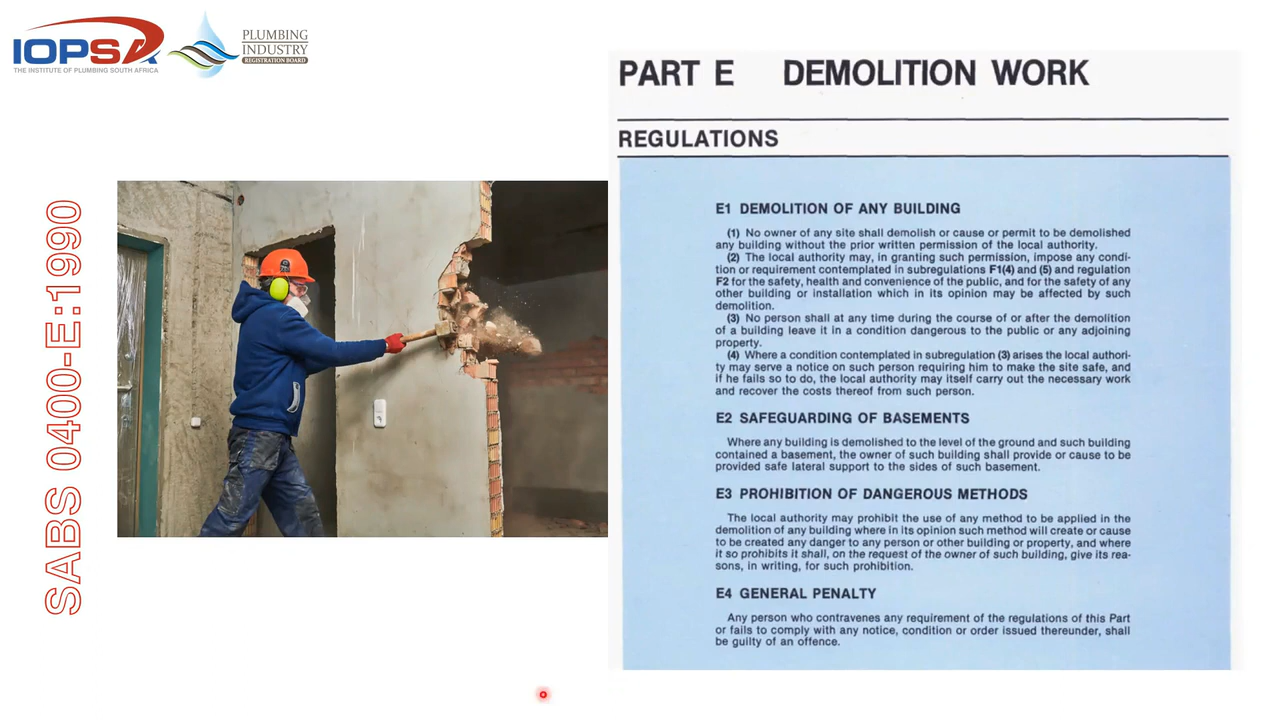 IOPSA
THE INSTITUTE OF PLUMBING SOUTH AFRICA
PLUMBING
INDUSTRY
REGISTRATION BOARD
SABS 0400-E:1990
PART E DEMOLITION WORK
REGULATIONS
E1 DEMOLITION OF ANY BUILDING
(1) No owner of any site shall demolish or cause or permit to be demolished
any building without the prior written permission of the local authority.
(2) The local authority may, in granting such permission, impose any condi-
tion or requirement contemplated in subregulations F1(4) and (5) and regulation
F2 for the safety, health and convenience of the public, and for the safety of any
other building or installation which in its opinion may be affected by such
demolition.
(3) No person shall at any time during the course of or after the demolition
of a building leave it in a condition dangerous to the public or any adjoining
property.
(4) Where a condition contemplated in subregulation (3) arises the local authori-
ty may serve a notice on such person requiring him to make the site safe, and
if he fails so to do, the local authority may itself carry out the necessary work
and recover the costs thereof from such person.
E2 SAFEGUARDING OF BASEMENTS
Where any building is demolished to the level of the ground and such building
contained a basement, the owner of such building shall provide or cause to be
provided safe lateral support to the sides of such basement.
E3 PROHIBITION OF DANGEROUS METHODS
The local authority may prohibit the use of any method to be applied in the
demolition of any building where in its opinion such method will create or cause
to be created any danger to any person or other building or property, and where
it so prohibits it shall, on the request of the owner of such building, give its rea-
sons, in writing, for such prohibition.
E4 GENERAL PENALTY
Any person who contravenes any requirement of the regulations of this Part
or fails to comply with any notice, condition or order issued thereunder, shall
be guilty of an offence.